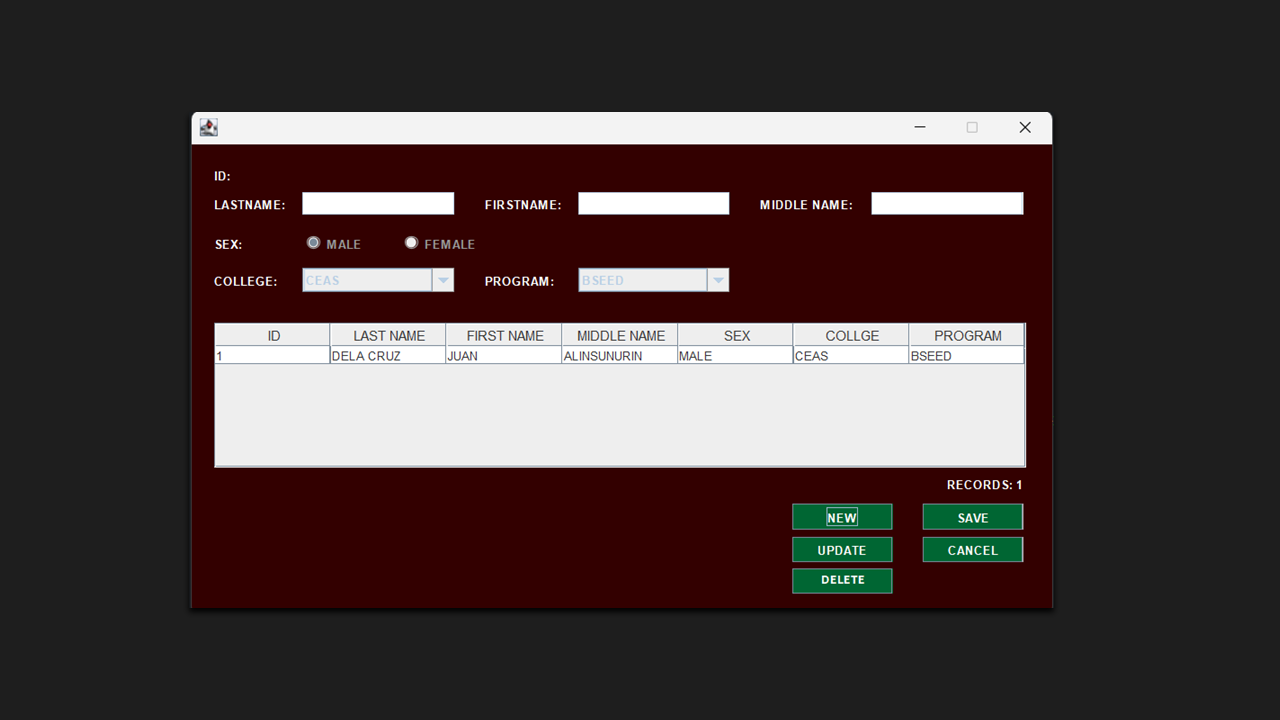 ID:
LASTNAME: FIRSTNAME: MIDDLE NAME:
SEX: MALE FEMALE
COLLEGE: CEAS PROGRAM: BSEED
ID LAST NAME FIRST NAME MIDDLE NAME SEX COLLGE PROGRAM
1 DELA CRUZ JUAN ALINSUNURIN MALE CEAS BSEED
RECORDS: 1
NEW SAVE
UPDATE CANCEL
DELETE